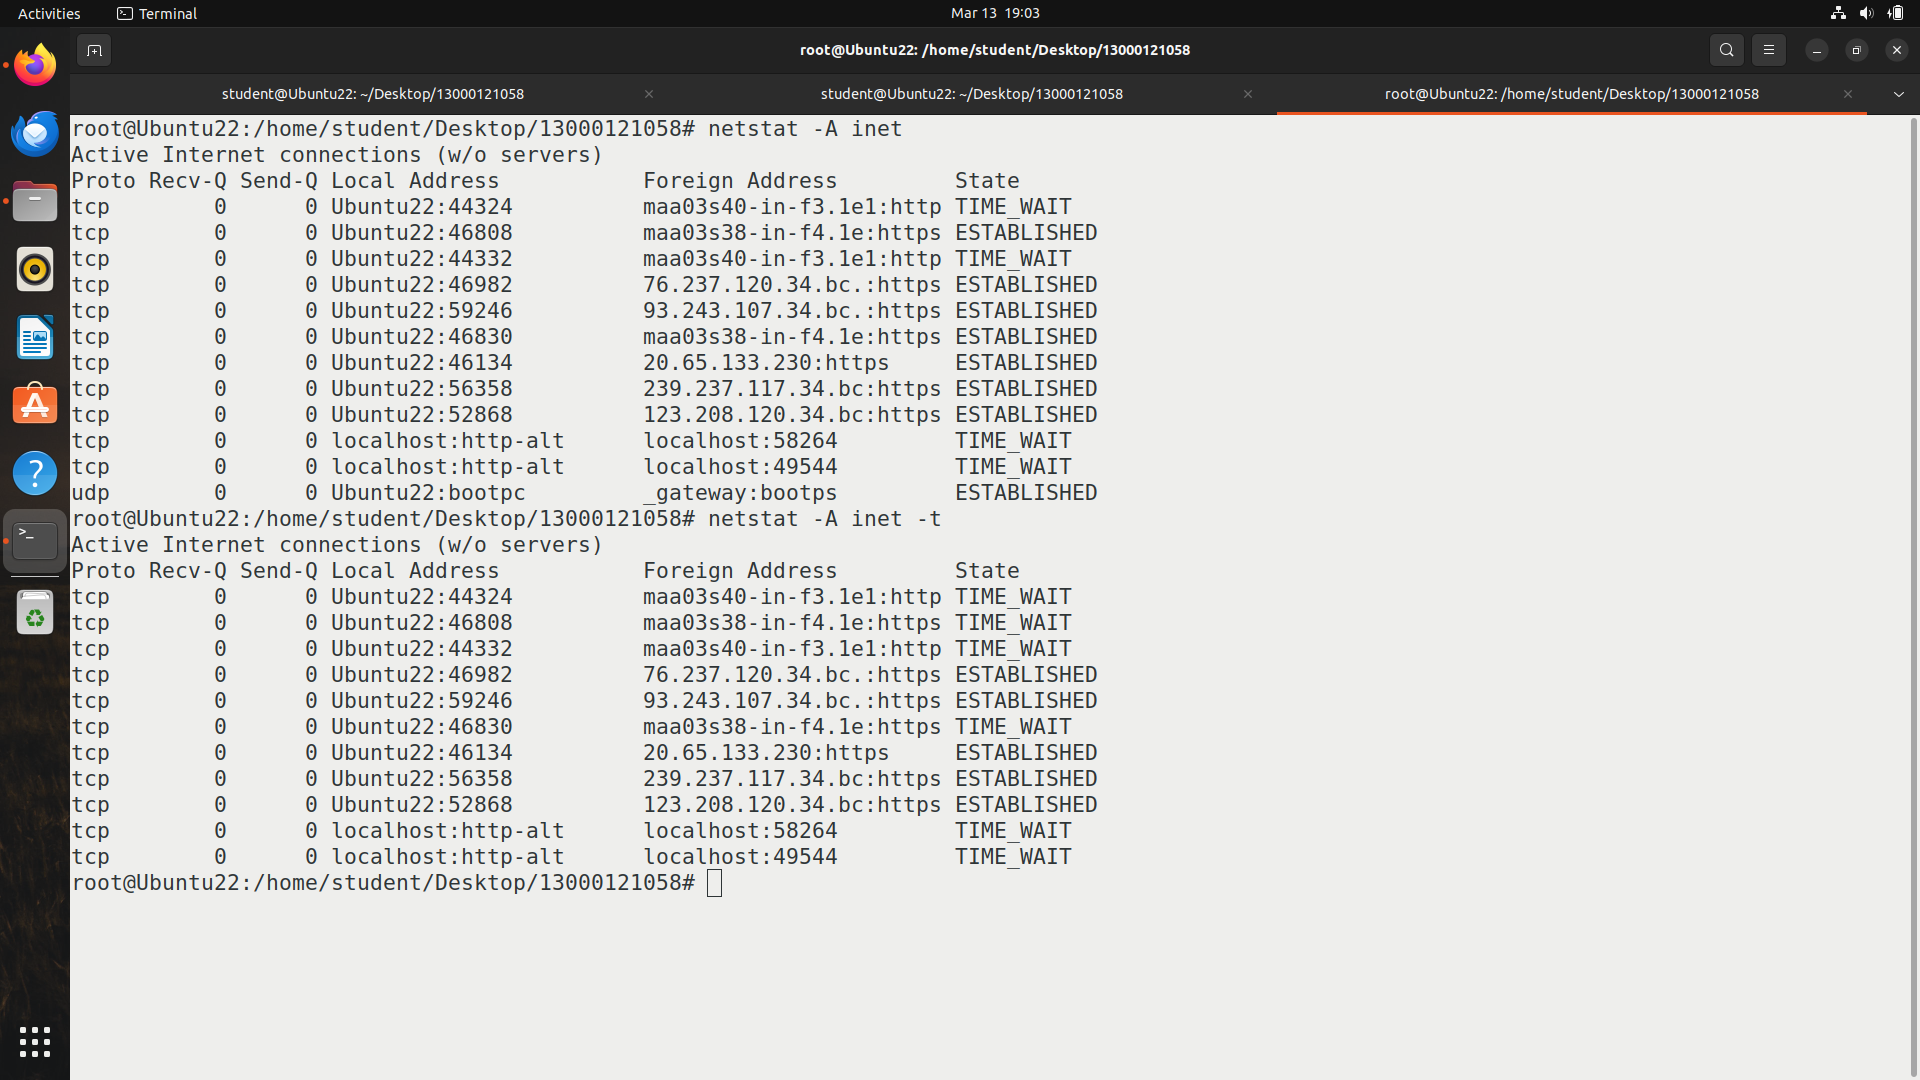 Activities Terminal Mar 13 19:03
root@Ubuntu22: /home/student/Desktop/13000121058
student@Ubuntu22: ~/Desktop/13000121058 student@Ubuntu22: ~/Desktop/13000121058 root@Ubuntu22: /home/student/Desktop/13000121058
root@Ubuntu22:/home/student/Desktop/13000121058# netstat -A inet
Active Internet connections (w/o servers)
Proto Recv-Q Send-Q Local Address           Foreign Address         State
tcp        0      0 Ubuntu22:44324          maa03s40-in-f3.1e1:http TIME_WAIT
tcp        0      0 Ubuntu22:46808          maa03s38-in-f4.1e:https ESTABLISHED
tcp        0      0 Ubuntu22:44332          maa03s40-in-f3.1e1:http TIME_WAIT
tcp        0      0 Ubuntu22:46982          76.237.120.34.bc.:https ESTABLISHED
tcp        0      0 Ubuntu22:59246          93.243.107.34.bc.:https ESTABLISHED
tcp        0      0 Ubuntu22:46830          maa03s38-in-f4.1e:https ESTABLISHED
tcp        0      0 Ubuntu22:46134          20.65.133.230:https     ESTABLISHED
tcp        0      0 Ubuntu22:56358          239.237.117.34.bc:https ESTABLISHED
tcp        0      0 Ubuntu22:52868          123.208.120.34.bc:https ESTABLISHED
tcp        0      0 localhost:http-alt      localhost:58264         TIME_WAIT
tcp        0      0 localhost:http-alt      localhost:49544         TIME_WAIT
udp        0      0 Ubuntu22:bootpc         _gateway:bootps         ESTABLISHED
root@Ubuntu22:/home/student/Desktop/13000121058# netstat -A inet -t
Active Internet connections (w/o servers)
Proto Recv-Q Send-Q Local Address           Foreign Address         State
tcp        0      0 Ubuntu22:44324          maa03s40-in-f3.1e1:http TIME_WAIT
tcp        0      0 Ubuntu22:46808          maa03s38-in-f4.1e:https TIME_WAIT
tcp        0      0 Ubuntu22:44332          maa03s40-in-f3.1e1:http TIME_WAIT
tcp        0      0 Ubuntu22:46982          76.237.120.34.bc.:https ESTABLISHED
tcp        0      0 Ubuntu22:59246          93.243.107.34.bc.:https ESTABLISHED
tcp        0      0 Ubuntu22:46830          maa03s38-in-f4.1e:https TIME_WAIT
tcp        0      0 Ubuntu22:46134          20.65.133.230:https     ESTABLISHED
tcp        0      0 Ubuntu22:56358          239.237.117.34.bc:https ESTABLISHED
tcp        0      0 Ubuntu22:52868          123.208.120.34.bc:https ESTABLISHED
tcp        0      0 localhost:http-alt      localhost:58264         TIME_WAIT
tcp        0      0 localhost:http-alt      localhost:49544         TIME_WAIT
root@Ubuntu22:/home/student/Desktop/13000121058#